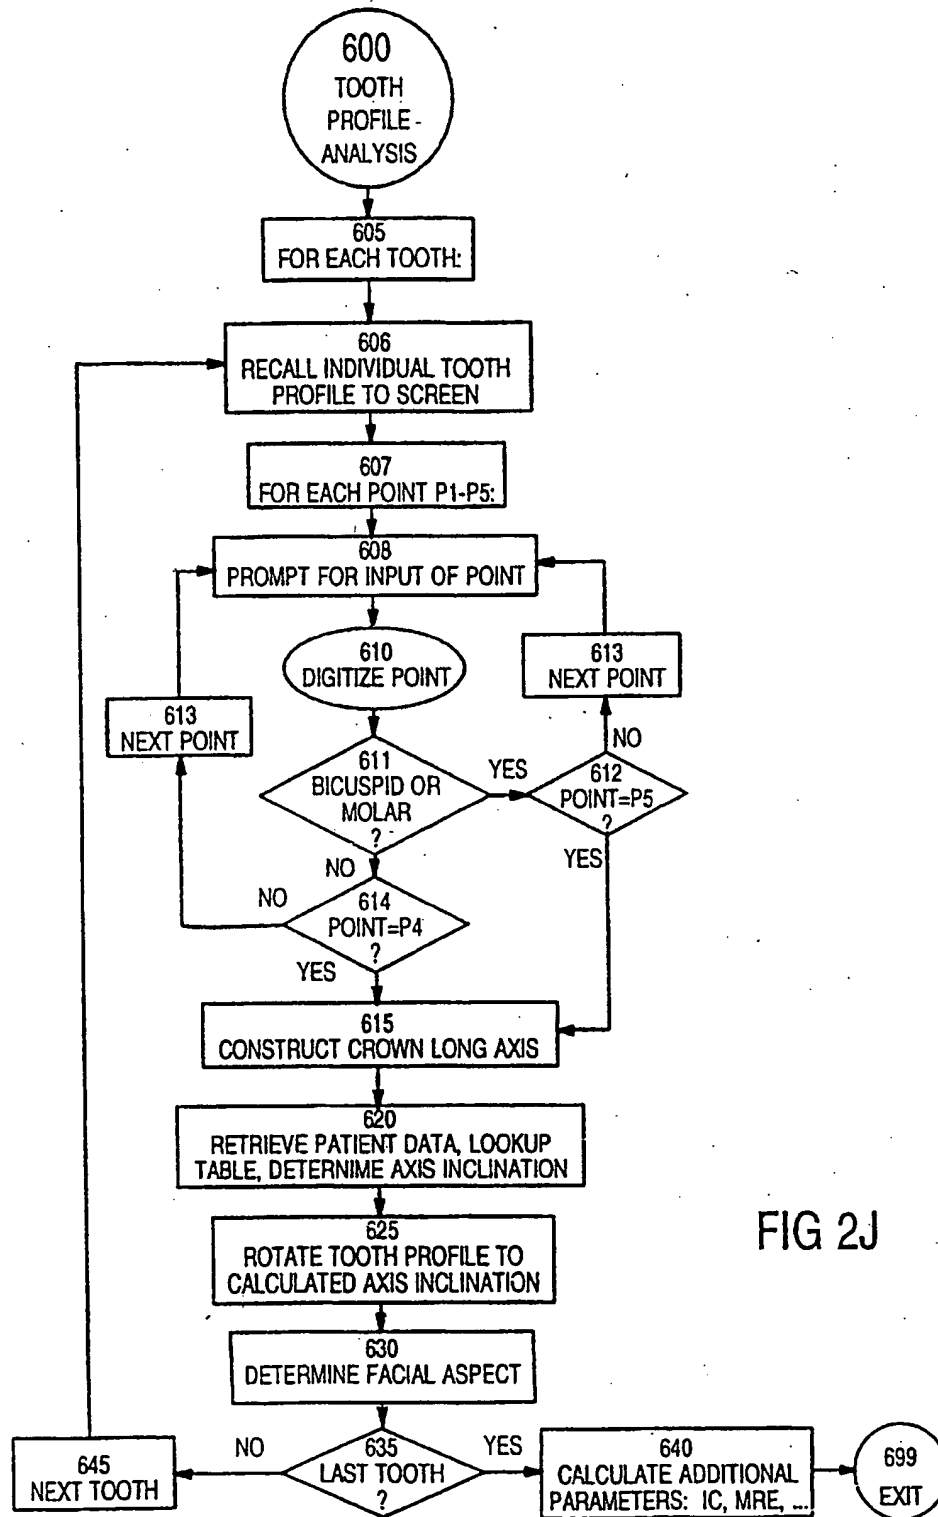 600
TOOTH
PROFILE-
ANALYSIS
605
FOR EACH TOOTH:
606
RECALL INDIVIDUAL TOOTH
PROFILE TO SCREEN
607
FOR EACH POINT P1-P5:
608
PROMPT FOR INPUT OF POINT
610
DIGITIZE POINT
613
NEXT POINT
613
NEXT POINT
611
BICUSPID OR
MOLAR
?
YES
NO
612
POINT=P5
?
YES
NO
NO
614
POINT=P4
?
YES
615
CONSTRUCT CROWN LONG AXIS
620
RETRIEVE PATIENT DATA, LOOKUP
TABLE, DETERNIME AXIS INCLINATION
625
ROTATE TOOTH PROFILE TO
CALCULATED AXIS INCLINATION
FIG 2J
630
DETERMINE FACIAL ASPECT
645
NEXT TOOTH
NO
635
LAST TOOTH
?
YES
640
CALCULATE ADDITIONAL
PARAMETERS: IC, MRE, ...
699
EXIT